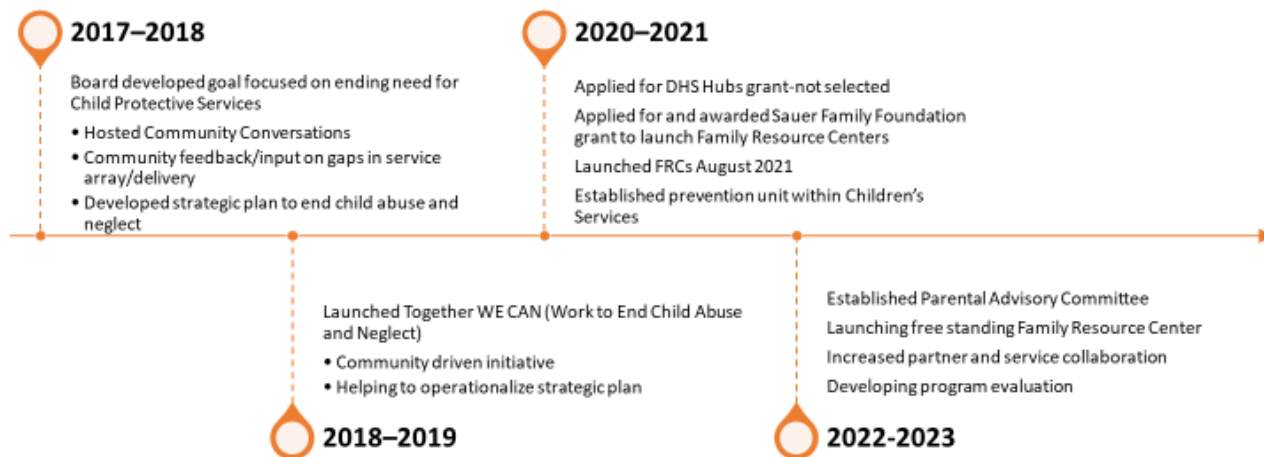 2017–2018
Board developed goal focused on ending need for
Child Protective Services
• Hosted Community Conversations
• Community feedback/input on gaps in service
array/delivery
• Developed strategic plan to end child abuse and
neglect
Launched Together WE CAN (Work to End Child Abuse
and Neglect)
• Community driven initiative
• Helping to operationalize strategic plan
2018–2019
2020–2021
Applied for DHS Hubs grant-not selected
Applied for and awarded Sauer Family Foundation
grant to launch Family Resource Centers
Launched FRCs August 2021
Established prevention unit within Children’s
Services
Established Parental Advisory Committee
Launching free standing Family Resource Center
Increased partner and service collaboration
Developing program evaluation
2022-2023